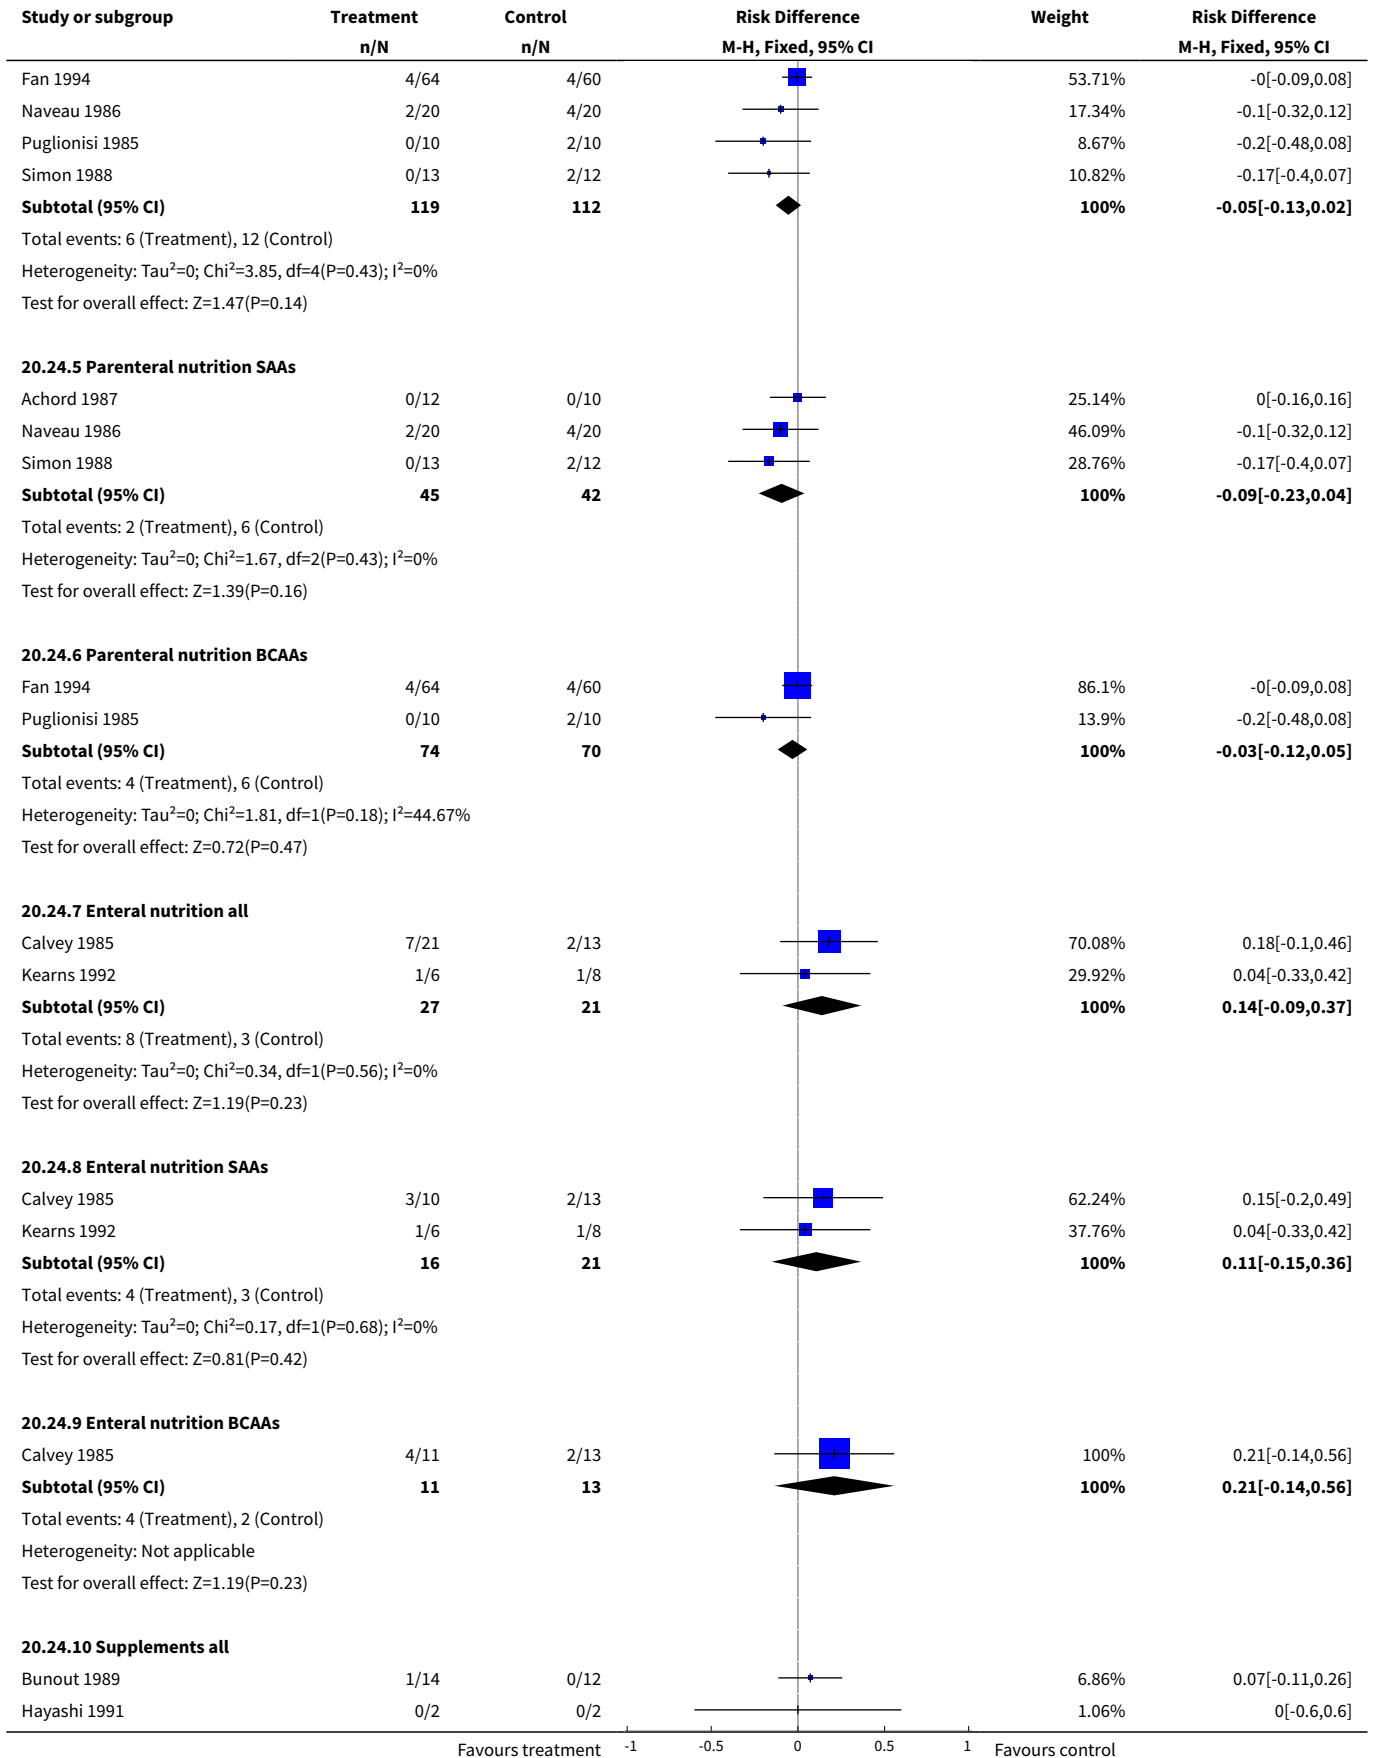 Study or subgroup Treatment Control Risk Difference Weight Risk Difference
n/N n/N M-H, Fixed, 95% CI M-H, Fixed, 95% CI
Fan 1994 4/64 4/60 53.71% -0[-0.09,0.08]
Naveau 1986 2/20 4/20 17.34% -0.1[-0.32,0.12]
Puglionisi 1985 0/10 2/10 8.67% -0.2[-0.48,0.08]
Simon 1988 0/13 2/12 10.82% -0.17[-0.4,0.07]
Subtotal (95% CI) 119 112 100% -0.05[-0.13,0.02]
Total events: 6 (Treatment), 12 (Control)
Heterogeneity: Tau²=0; Chi²=3.85, df=4(P=0.43); I²=0%
Test for overall effect: Z=1.47(P=0.14)
20.24.5 Parenteral nutrition SAAs
Achord 1987 0/12 0/10 25.14% 0[-0.16,0.16]
Naveau 1986 2/20 4/20 46.09% -0.1[-0.32,0.12]
Simon 1988 0/13 2/12 28.76% -0.17[-0.4,0.07]
Subtotal (95% CI) 45 42 100% -0.09[-0.23,0.04]
Total events: 2 (Treatment), 6 (Control)
Heterogeneity: Tau²=0; Chi²=1.67, df=2(P=0.43); I²=0%
Test for overall effect: Z=1.39(P=0.16)
20.24.6 Parenteral nutrition BCAAs
Fan 1994 4/64 4/60 86.1% -0[-0.09,0.08]
Puglionisi 1985 0/10 2/10 13.9% -0.2[-0.48,0.08]
Subtotal (95% CI) 74 70 100% -0.03[-0.12,0.05]
Total events: 4 (Treatment), 6 (Control)
Heterogeneity: Tau²=0; Chi²=1.81, df=1(P=0.18); I²=44.67%
Test for overall effect: Z=0.72(P=0.47)
20.24.7 Enteral nutrition all
Calvey 1985 7/21 2/13 70.08% 0.18[-0.1,0.46]
Kearns 1992 1/6 1/8 29.92% 0.04[-0.33,0.42]
Subtotal (95% CI) 27 21 100% 0.14[-0.09,0.37]
Total events: 8 (Treatment), 3 (Control)
Heterogeneity: Tau²=0; Chi²=0.34, df=1(P=0.56); I²=0%
Test for overall effect: Z=1.19(P=0.23)
20.24.8 Enteral nutrition SAAs
Calvey 1985 3/10 2/13 62.24% 0.15[-0.2,0.49]
Kearns 1992 1/6 1/8 37.76% 0.04[-0.33,0.42]
Subtotal (95% CI) 16 21 100% 0.11[-0.15,0.36]
Total events: 4 (Treatment), 3 (Control)
Heterogeneity: Tau²=0; Chi²=0.17, df=1(P=0.68); I²=0%
Test for overall effect: Z=0.81(P=0.42)
20.24.9 Enteral nutrition BCAAs
Calvey 1985 4/11 2/13 100% 0.21[-0.14,0.56]
Subtotal (95% CI) 11 13 100% 0.21[-0.14,0.56]
Total events: 4 (Treatment), 2 (Control)
Heterogeneity: Not applicable
Test for overall effect: Z=1.19(P=0.23)
20.24.10 Supplements all
Bunout 1989 1/14 0/12 6.86% 0.07[-0.11,0.26]
Hayashi 1991 0/2 0/2 1.06% 0[-0.6,0.6]
Favours treatment -1 -0.5 0 0.5 1 Favours control